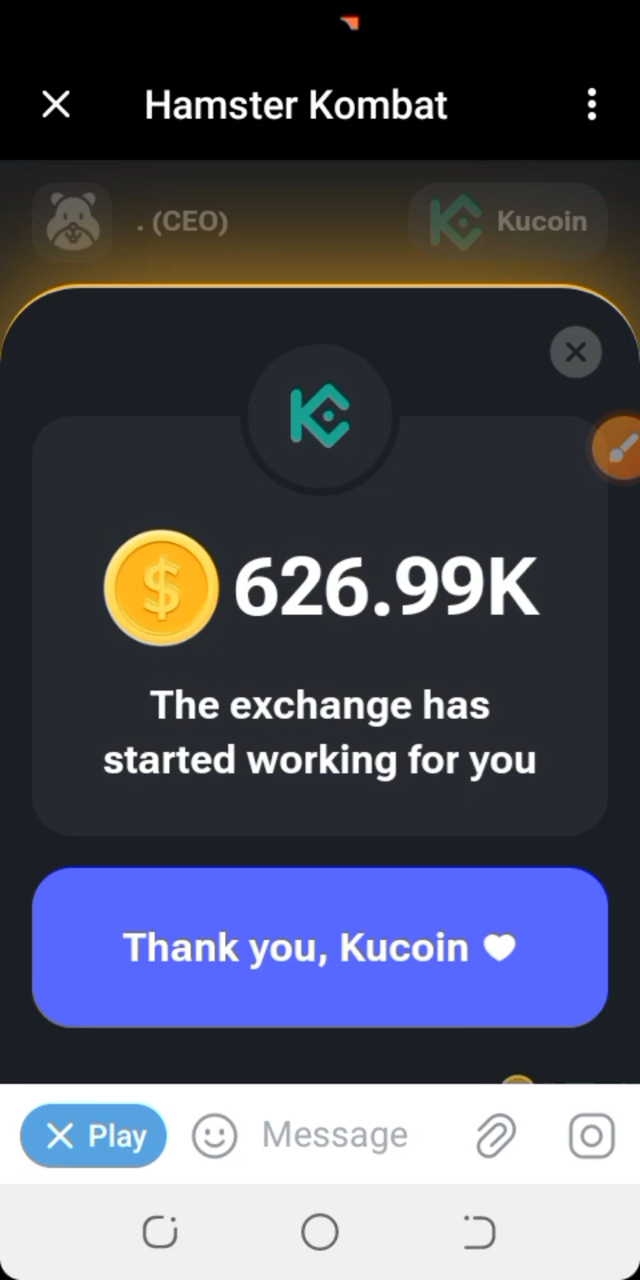 Hamster Kombat
. (CEO)
Kucoin
626.99K
The exchange has
started working for you
Thank you, Kucoin 🤍
Play
Message